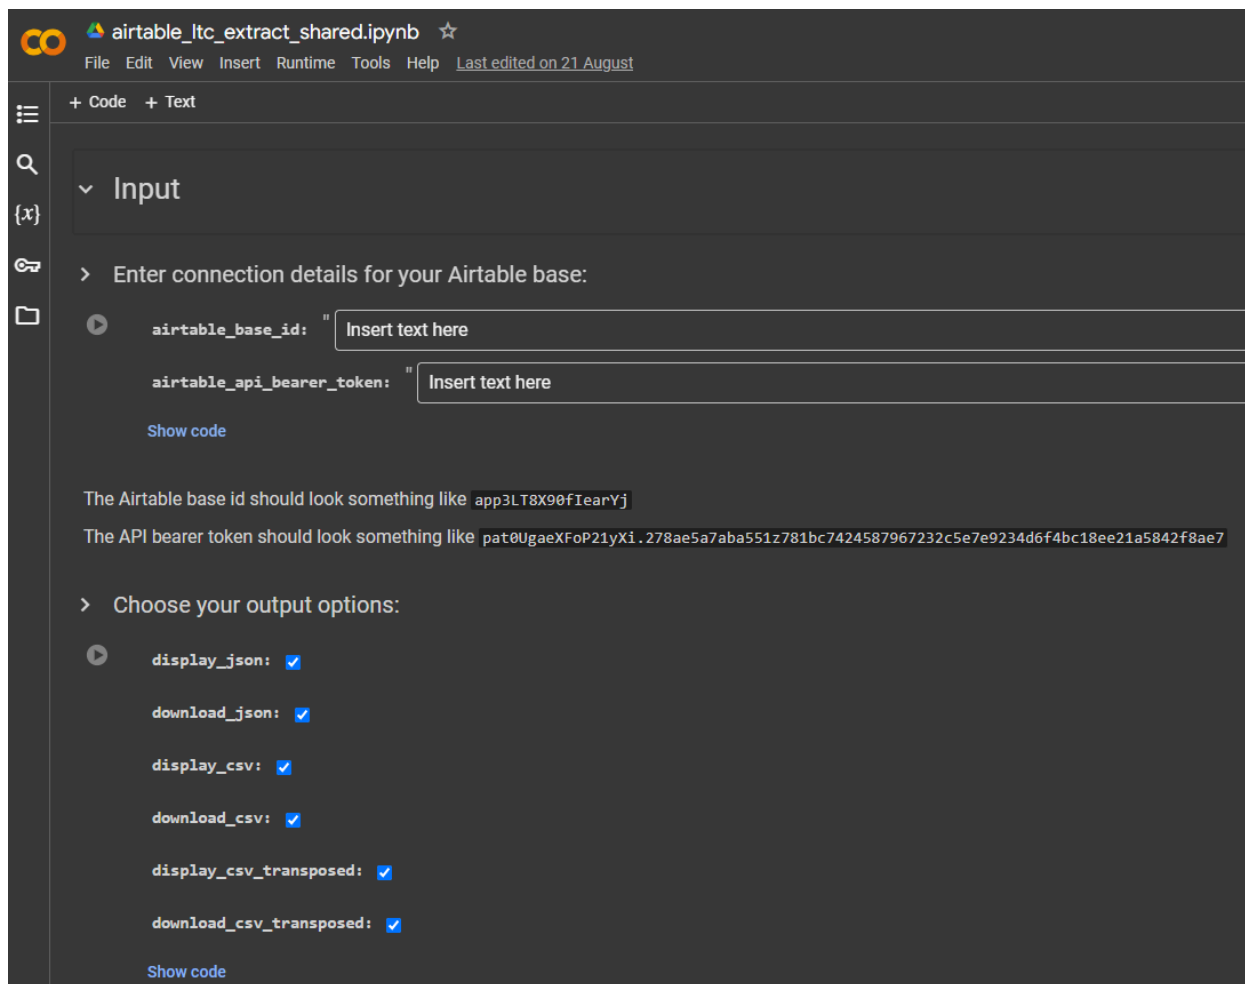 airtable_ltc_extract_shared.ipynb
File Edit View Insert Runtime Tools Help Last edited on 21 August
+ Code + Text
Input
{x}
Enter connection details for your Airtable base:
airtable_base_id: " Insert text here
airtable_api_bearer_token: " Insert text here
Show code
The Airtable base id should look something like app3LT8X90fIearYj
The API bearer token should look something like pat0UgaeXFoP21yXi.278ae5a7aba551z781bc7424587967232c5e7e9234d6f4bc18ee21a5842f8ae7
Choose your output options:
display_json:
download_json:
display_csv:
download_csv:
display_csv_transposed:
download_csv_transposed:
Show code